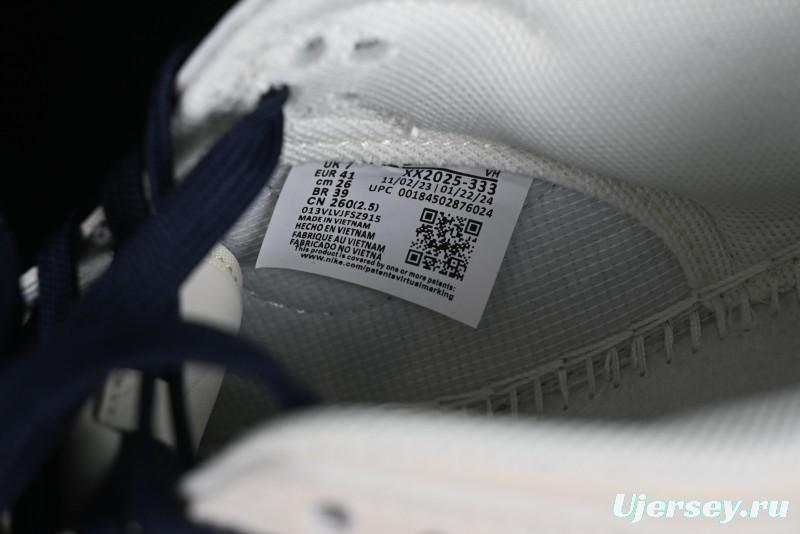 UK 7
EUR 41
cm 26
BR 39
CN 260(2.5)
013VLVJFSZ915
MADE IN VIETNAM
HECHO EN VIETNAM
FABRIQUE AU VIETNAM
FABRICADO NO VIETNA
This product is covered by one or more patents:
www.nike.com/patentsvirtualmarking
VH
XX2025-333
11/02/23 | 01/22/24
UPC 00184502876024
Ujersey.ru